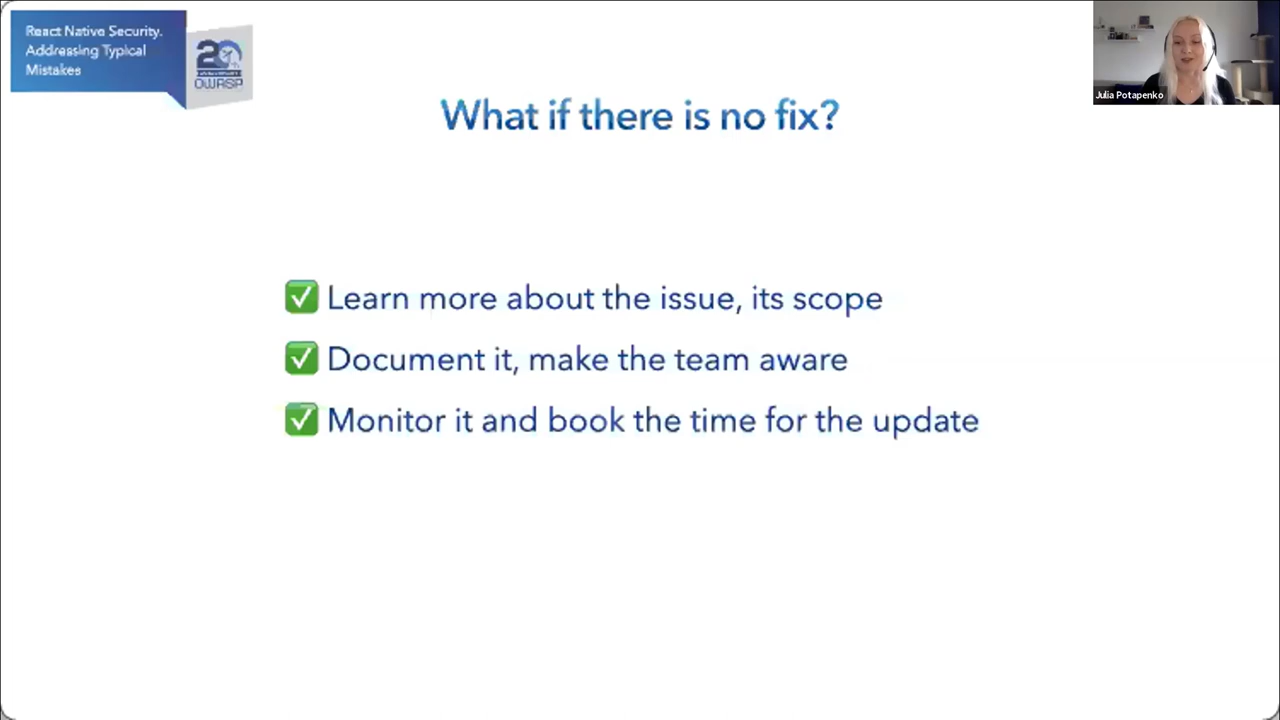 React Native Security.
Addressing Typical
Mistakes
20
OWASP
Julia Potapenko
What if there is no fix?
✅ Learn more about the issue, its scope
✅ Document it, make the team aware
✅ Monitor it and book the time for the update